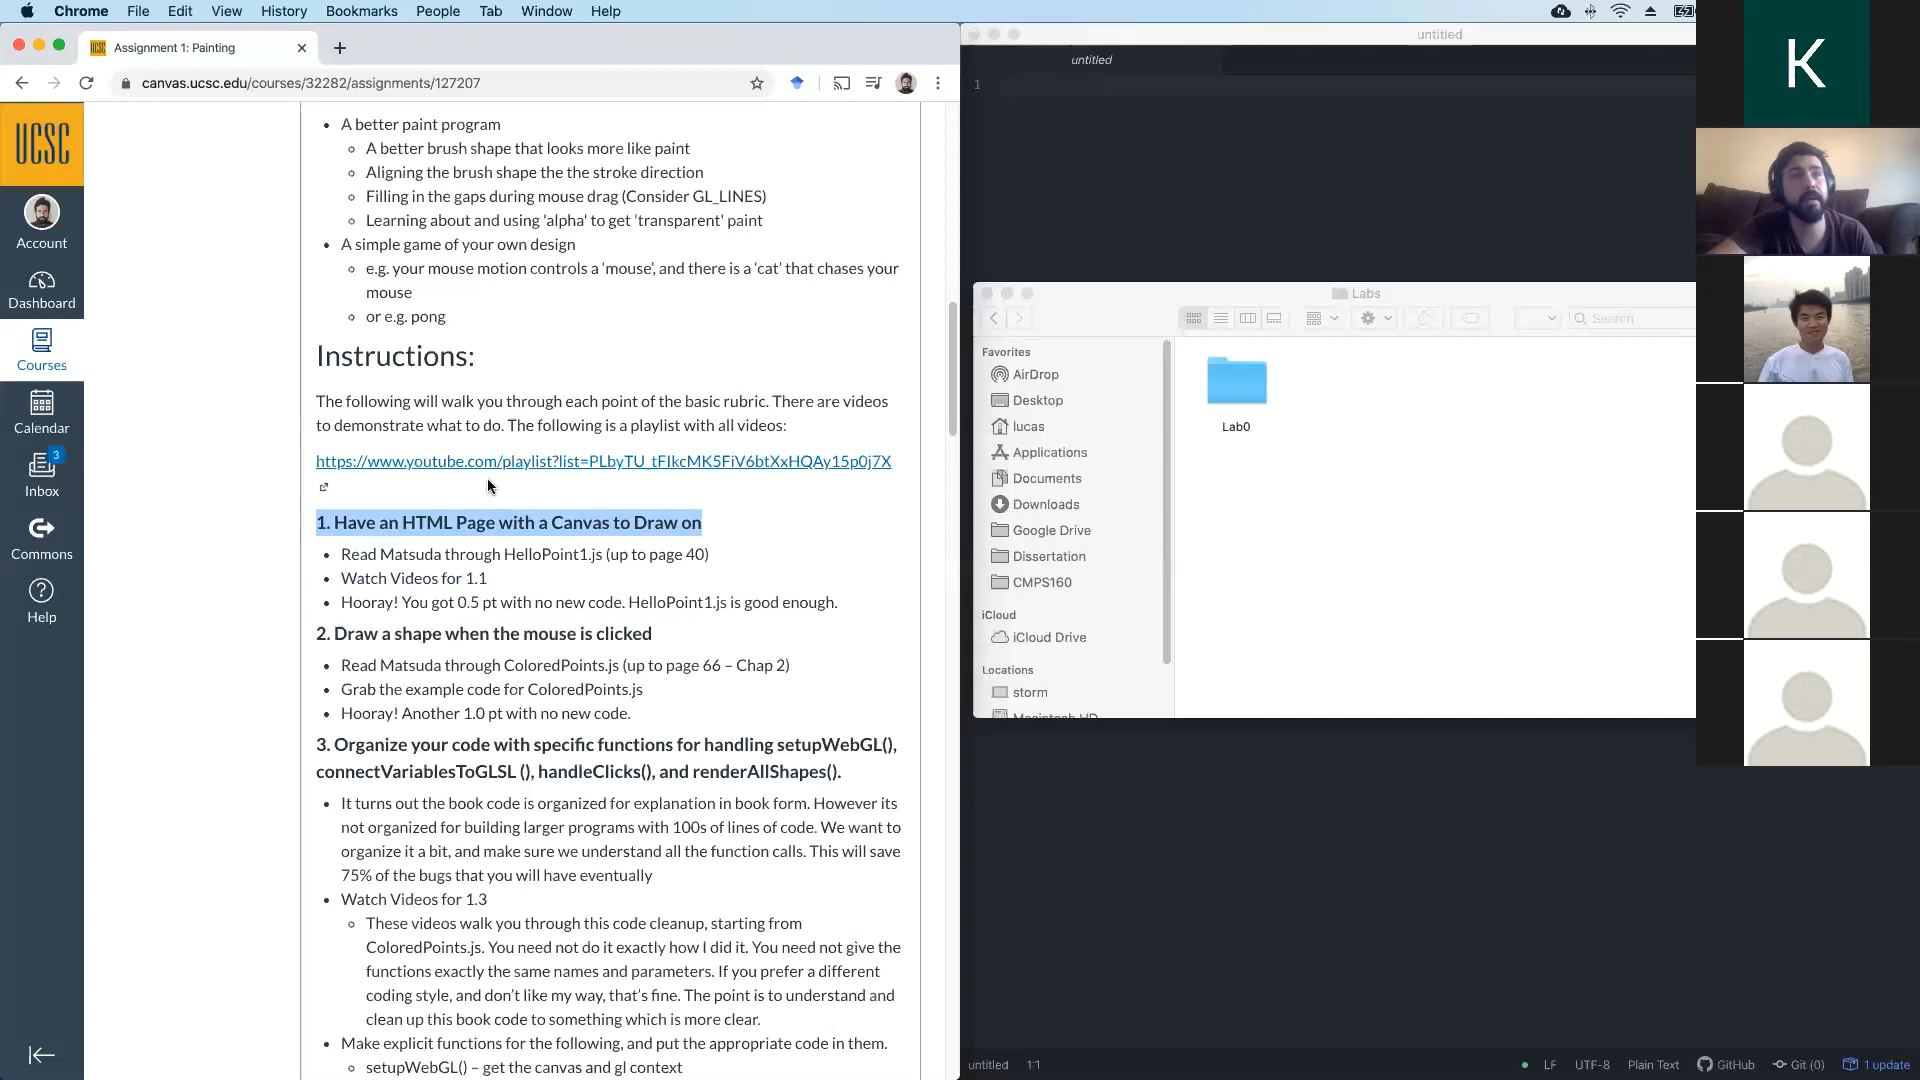 Chrome File Edit View History Bookmarks People Tab Window Help
UCSC Assignment 1: Painting
untitled
canvas.ucsc.edu/courses/32282/assignments/127207
untitled
1
K
UCSC
Account
Dashboard
Courses
Calendar
3
Inbox
Commons
Help
A better paint program
A better brush shape that looks more like paint
Aligning the brush shape the the stroke direction
Filling in the gaps during mouse drag (Consider GL_LINES)
Learning about and using 'alpha' to get 'transparent' paint
A simple game of your own design
e.g. your mouse motion controls a ‘mouse’, and there is a ‘cat’ that chases your
mouse
or e.g. pong
Instructions:
The following will walk you through each point of the basic rubric. There are videos
to demonstrate what to do. The following is a playlist with all videos:
https://www.youtube.com/playlist?list=PLbyTU_tFIkcMK5FiV6btXxHQAy15p0j7X
1. Have an HTML Page with a Canvas to Draw on
Read Matsuda through HelloPoint1.js (up to page 40)
Watch Videos for 1.1
Hooray! You got 0.5 pt with no new code. HelloPoint1.js is good enough.
2. Draw a shape when the mouse is clicked
Read Matsuda through ColoredPoints.js (up to page 66 – Chap 2)
Grab the example code for ColoredPoints.js
Hooray! Another 1.0 pt with no new code.
3. Organize your code with specific functions for handling setupWebGL(),
connectVariablesToGLSL (), handleClicks(), and renderAllShapes().
It turns out the book code is organized for explanation in book form. However its
not organized for building larger programs with 100s of lines of code. We want to
organize it a bit, and make sure we understand all the function calls. This will save
75% of the bugs that you will have eventually
Watch Videos for 1.3
These videos walk you through this code cleanup, starting from
ColoredPoints.js. You need not do it exactly how I did it. You need not give the
functions exactly the same names and parameters. If you prefer a different
coding style, and don’t like my way, that’s fine. The point is to understand and
clean up this book code to something which is more clear.
Make explicit functions for the following, and put the appropriate code in them.
setupWebGL() – get the canvas and gl context
Labs
Search
Favorites
AirDrop
Desktop
lucas
Applications
Documents
Downloads
Google Drive
Dissertation
CMPS160
iCloud
iCloud Drive
Locations
storm
Macintosh HD
Lab0
untitled 1:1
LF UTF-8 Plain Text GitHub Git (0) 1 update